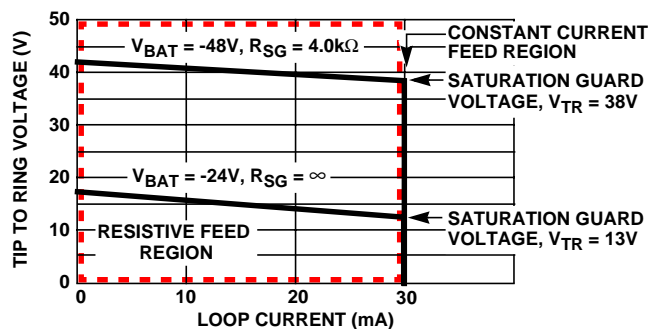 TIP TO RING VOLTAGE (V)
50
40
30
20
10
0
V_BAT = -48V, R_SG = 4.0kΩ
CONSTANT CURRENT
FEED REGION
SATURATION GUARD
VOLTAGE, V_TR = 38V
V_BAT = -24V, R_SG = ∞
RESISTIVE FEED
REGION
SATURATION GUARD
VOLTAGE, V_TR = 13V
0 10 20 30
LOOP CURRENT (mA)